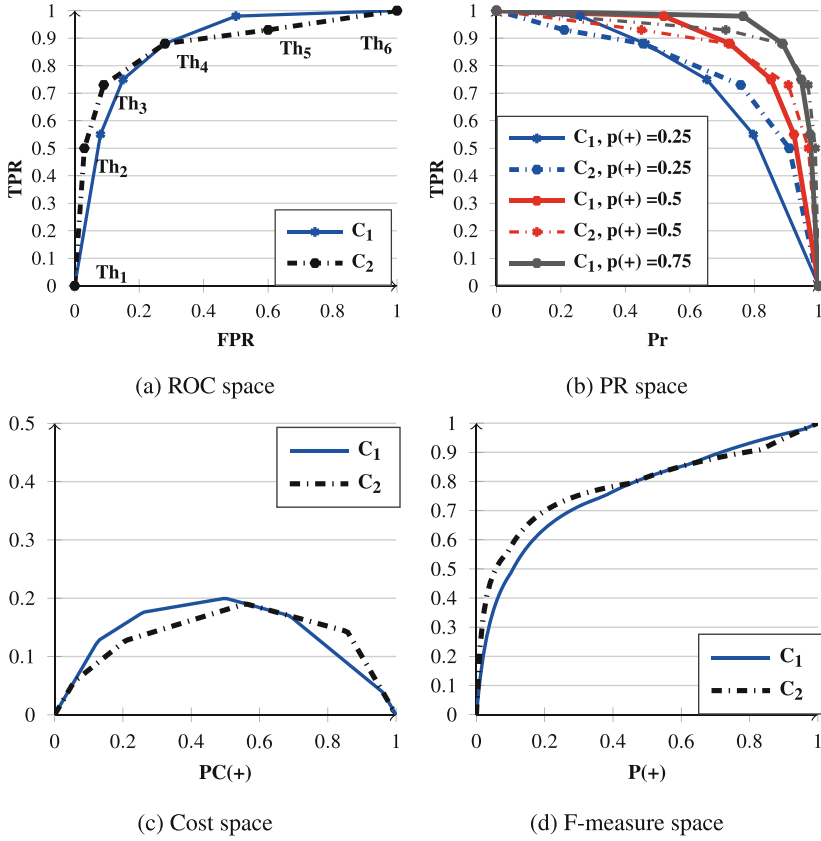 1
0.9
0.8
0.7
0.6
0.5
0.4
0.3
0.2
0.1
0
TPR
Th1
Th2
Th3
Th4
Th5
Th6
C1
C2
0 0.2 0.4 0.6 0.8 1
FPR
(a) ROC space
1
0.9
0.8
0.7
0.6
0.5
0.4
0.3
0.2
0.1
0
TPR
C1, p(+) =0.25
C2, p(+) =0.25
C1, p(+) =0.5
C2, p(+) =0.5
C1, p(+) =0.75
0 0.2 0.4 0.6 0.8 1
Pr
(b) PR space
0.5
0.4
0.3
0.2
0.1
0
C1
C2
0 0.2 0.4 0.6 0.8 1
PC(+)
(c) Cost space
1
0.9
0.8
0.7
0.6
0.5
0.4
0.3
0.2
0.1
0
C1
C2
0 0.2 0.4 0.6 0.8 1
P(+)
(d) F-measure space